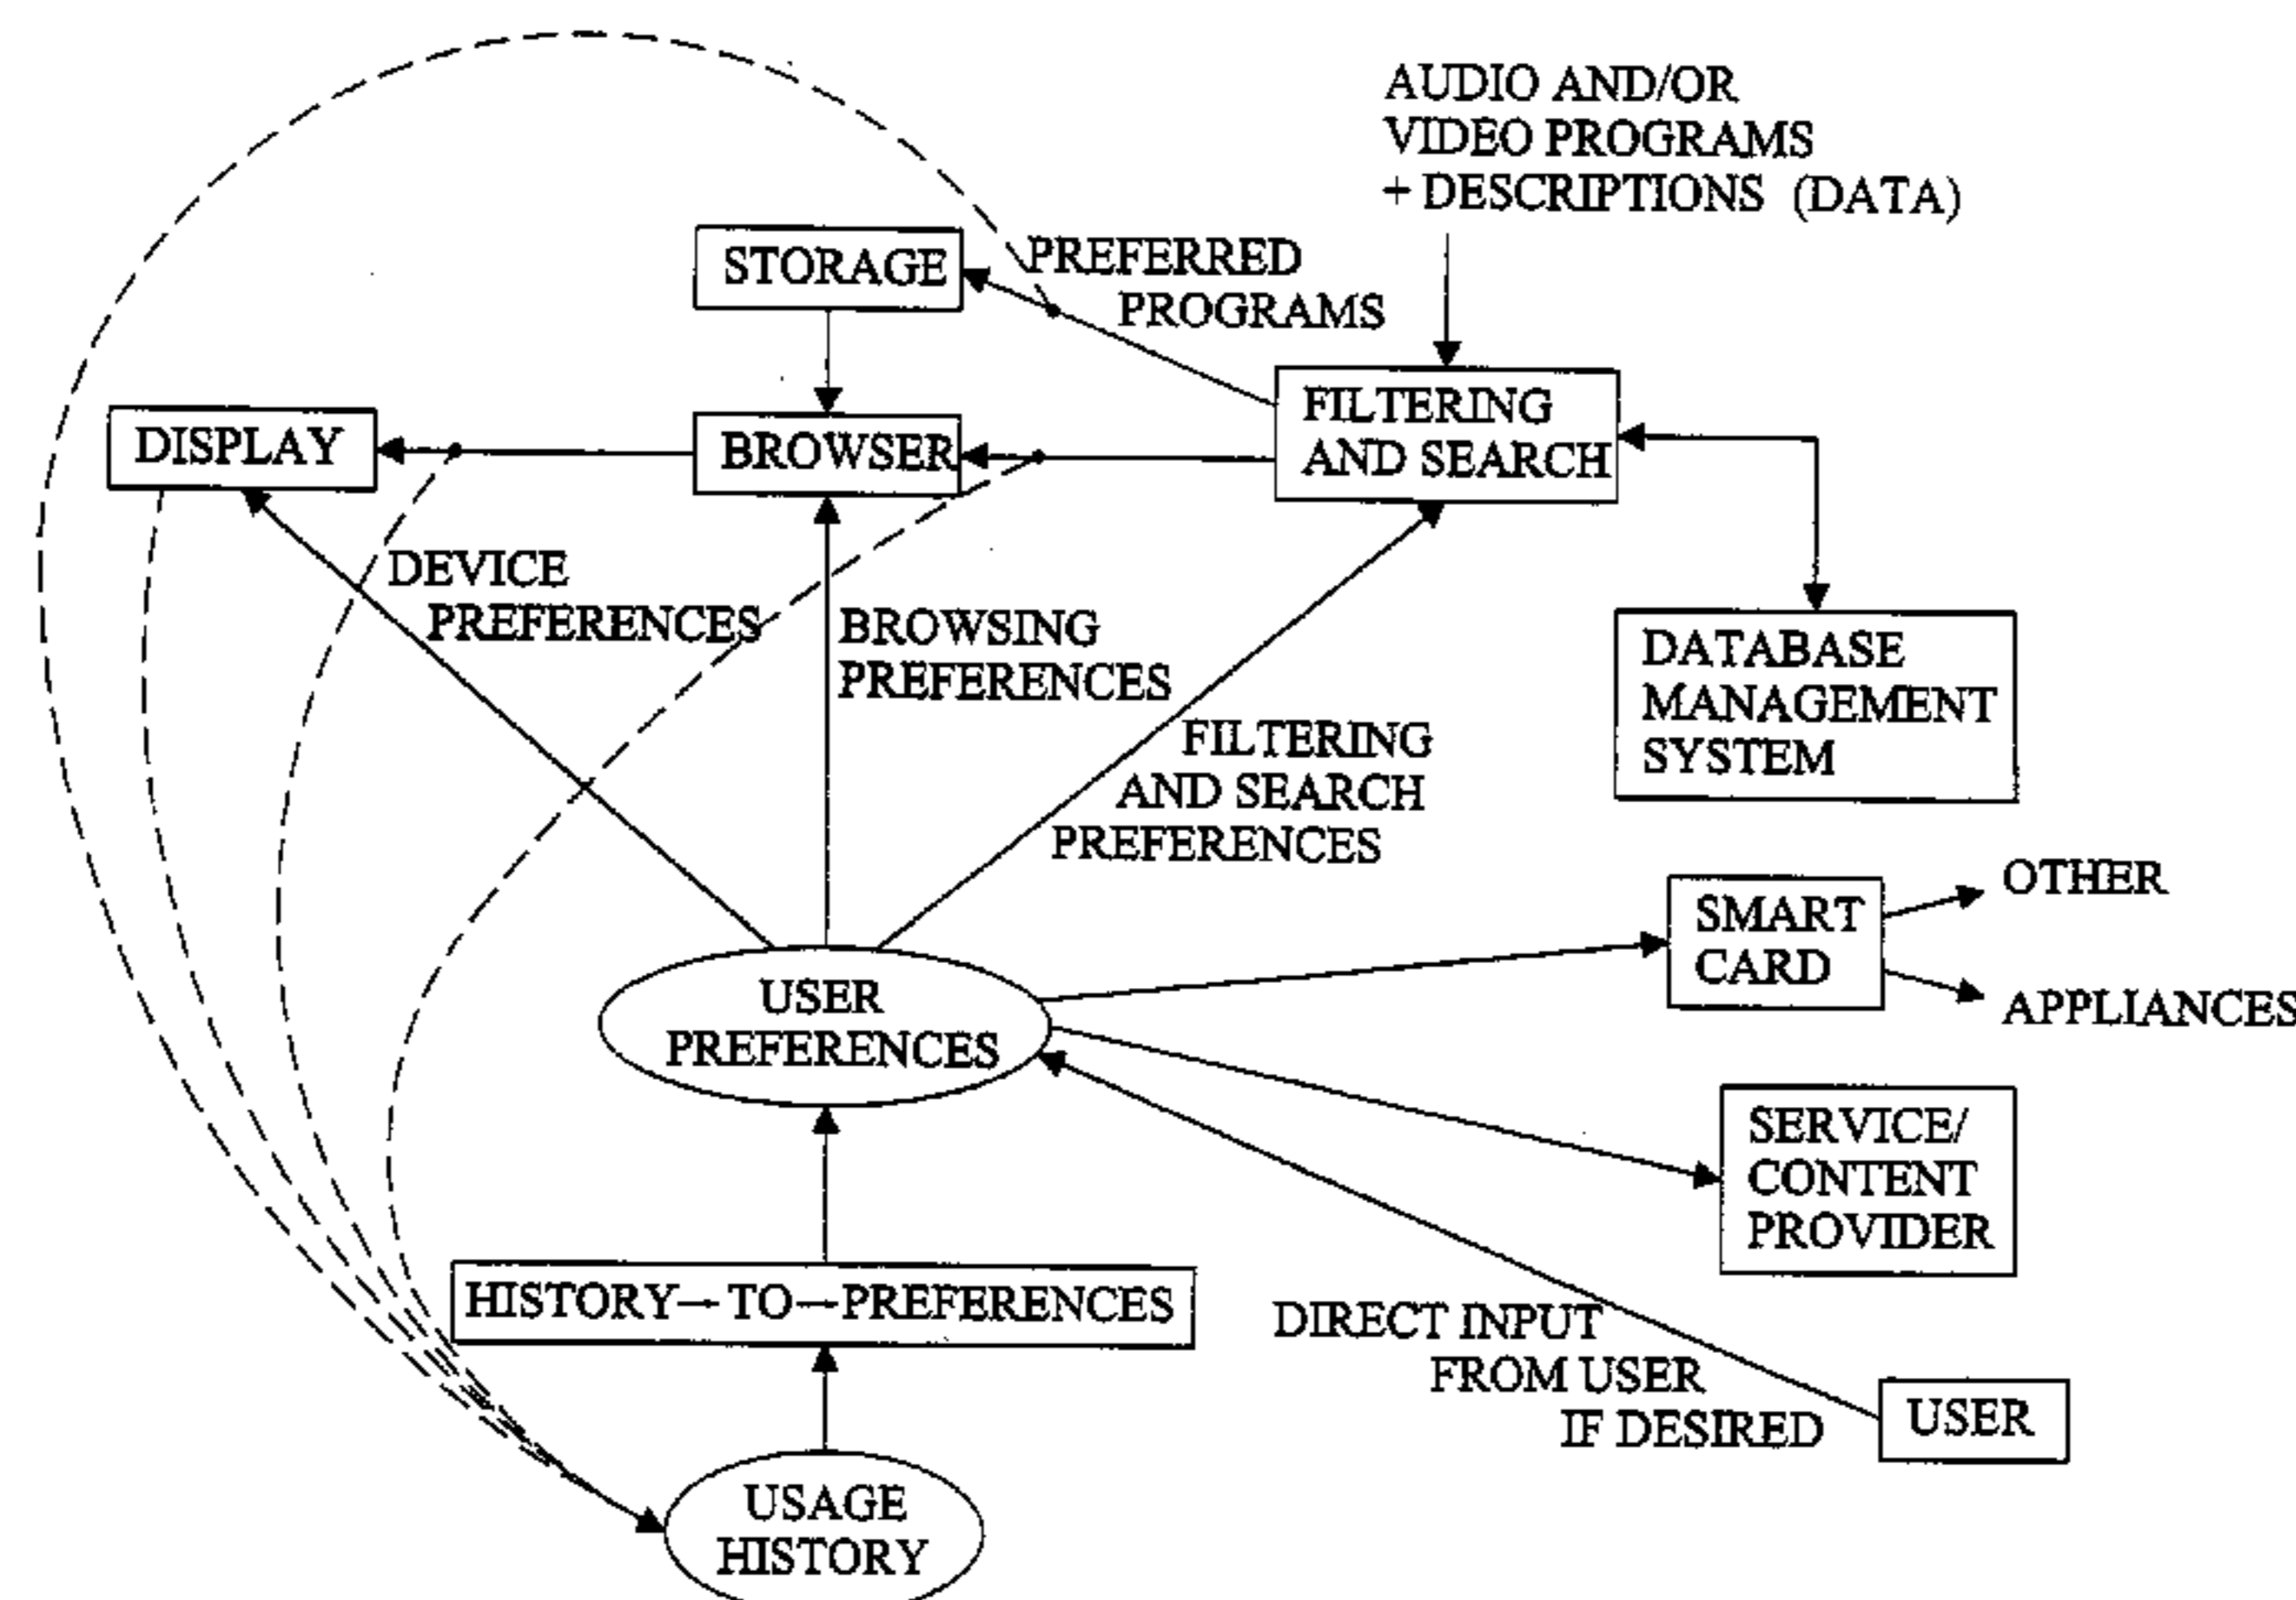 AUDIO AND/OR
VIDEO PROGRAMS
+ DESCRIPTIONS (DATA)
STORAGE
PREFERRED
PROGRAMS
DISPLAY
BROWSER
FILTERING
AND SEARCH
DEVICE
PREFERENCES
BROWSING
PREFERENCES
FILTERING
AND SEARCH
PREFERENCES
DATABASE
MANAGEMENT
SYSTEM
SMART
CARD
OTHER
APPLIANCES
USER
PREFERENCES
SERVICE/
CONTENT
PROVIDER
HISTORY-TO-PREFERENCES
DIRECT INPUT
FROM USER
IF DESIRED
USER
USAGE
HISTORY